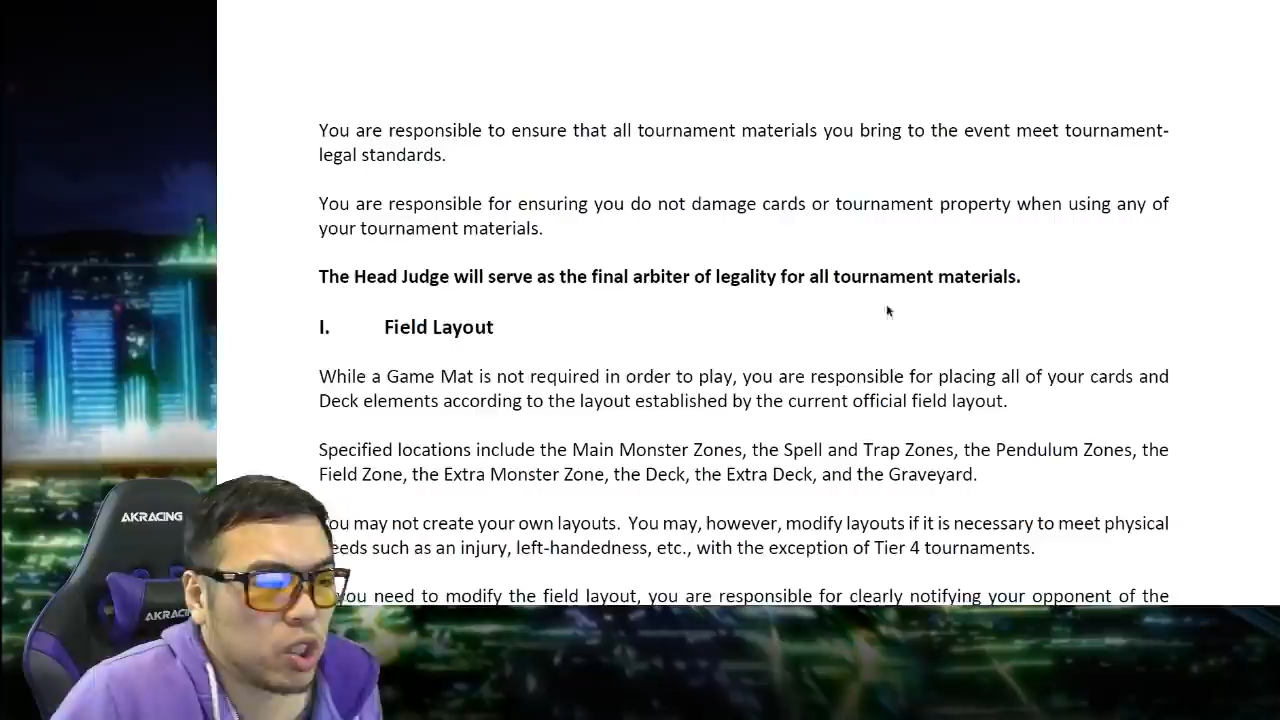 You are responsible to ensure that all tournament materials you bring to the event meet tournament-
legal standards.
You are responsible for ensuring you do not damage cards or tournament property when using any of
your tournament materials.
The Head Judge will serve as the final arbiter of legality for all tournament materials.
I. Field Layout
While a Game Mat is not required in order to play, you are responsible for placing all of your cards and
Deck elements according to the layout established by the current official field layout.
Specified locations include the Main Monster Zones, the Spell and Trap Zones, the Pendulum Zones, the
Field Zone, the Extra Monster Zone, the Deck, the Extra Deck, and the Graveyard.
ou may not create your own layouts. You may, however, modify layouts if it is necessary to meet physical
eeds such as an injury, left-handedness, etc., with the exception of Tier 4 tournaments.
you need to modify the field layout, you are responsible for clearly notifying your opponent of the
AKRACING
AKRACI